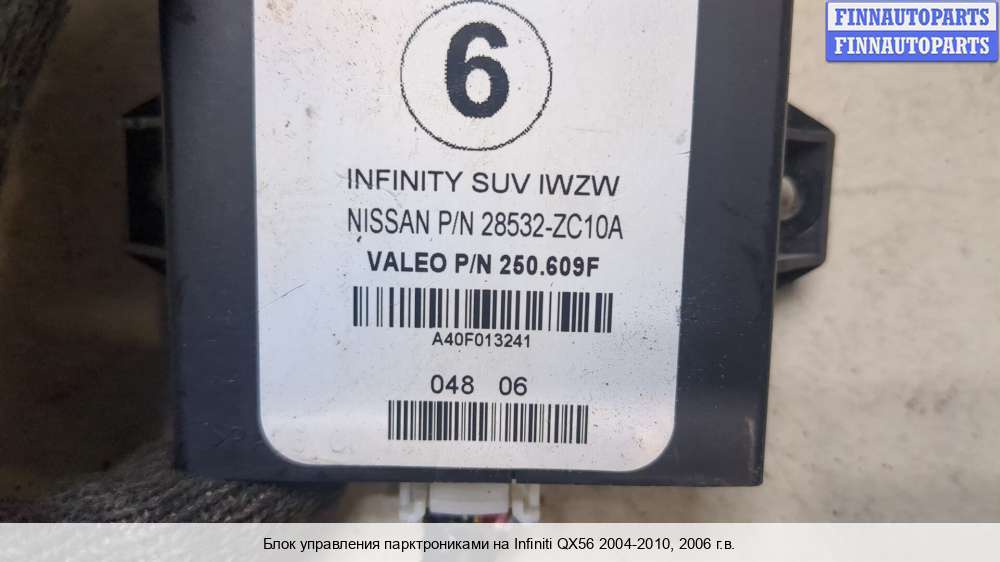 FINNAUTOPARTS
FINNAUTOPARTS
6
INFINITY SUV IWZW
NISSAN P/N 28532-ZC10A
VALEO P/N 250.609F
A40F013241
048 06
Блок управления парктрониками на Infiniti QX56 2004-2010, 2006 г.в.